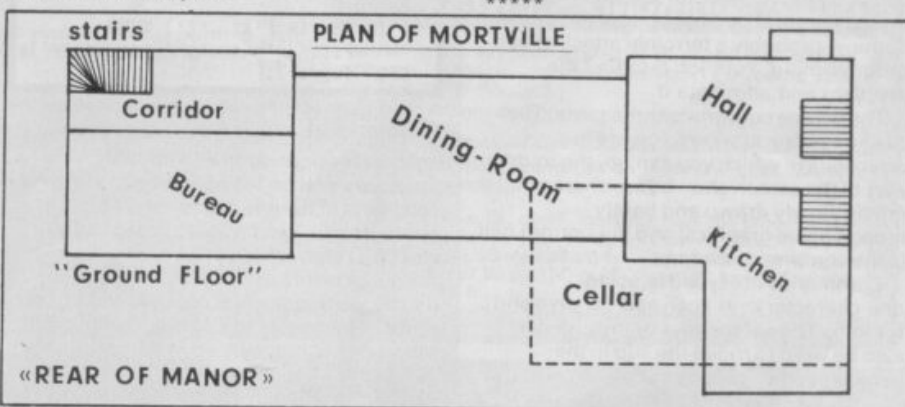 *****
stairs
PLAN OF MORTVILLE
Corridor
Hall
Dining-Room
Bureau
Kitchen
"Ground FLoor"
Cellar
«REAR OF MANOR»